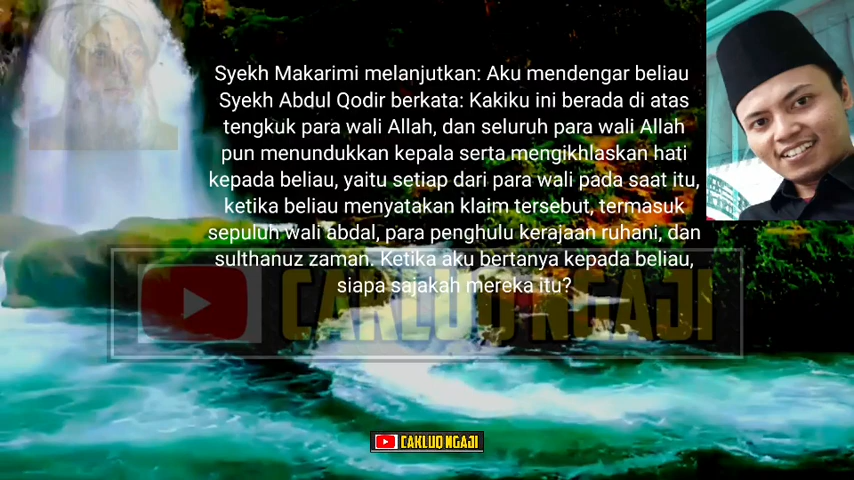 Syekh Makarimi melanjutkan: Aku mendengar beliau
Syekh Abdul Qodir berkata: Kakiku ini berada di atas
tengkuk para wali Allah, dan seluruh para wali Allah
pun menundukkan kepala serta mengikhlaskan hati
kepada beliau, yaitu setiap dari para wali pada saat itu,
ketika beliau menyatakan klaim tersebut, termasuk
sepuluh wali abdal, para penghulu kerajaan ruhani, dan
sulthanuz zaman. Ketika aku bertanya kepada beliau,
siapa sajakah mereka itu?
CAKLUQ NGAJI
CAKLUQ NGAJI